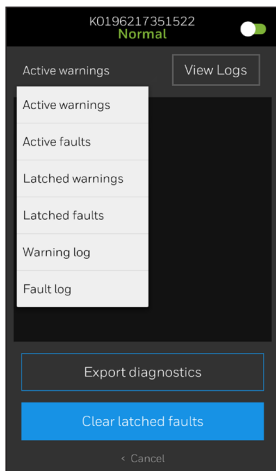 K0196217351522
Normal
Active warnings
View Logs
Active warnings
Active faults
Latched warnings
Latched faults
Warning log
Fault log
Export diagnostics
Clear latched faults
< Cancel